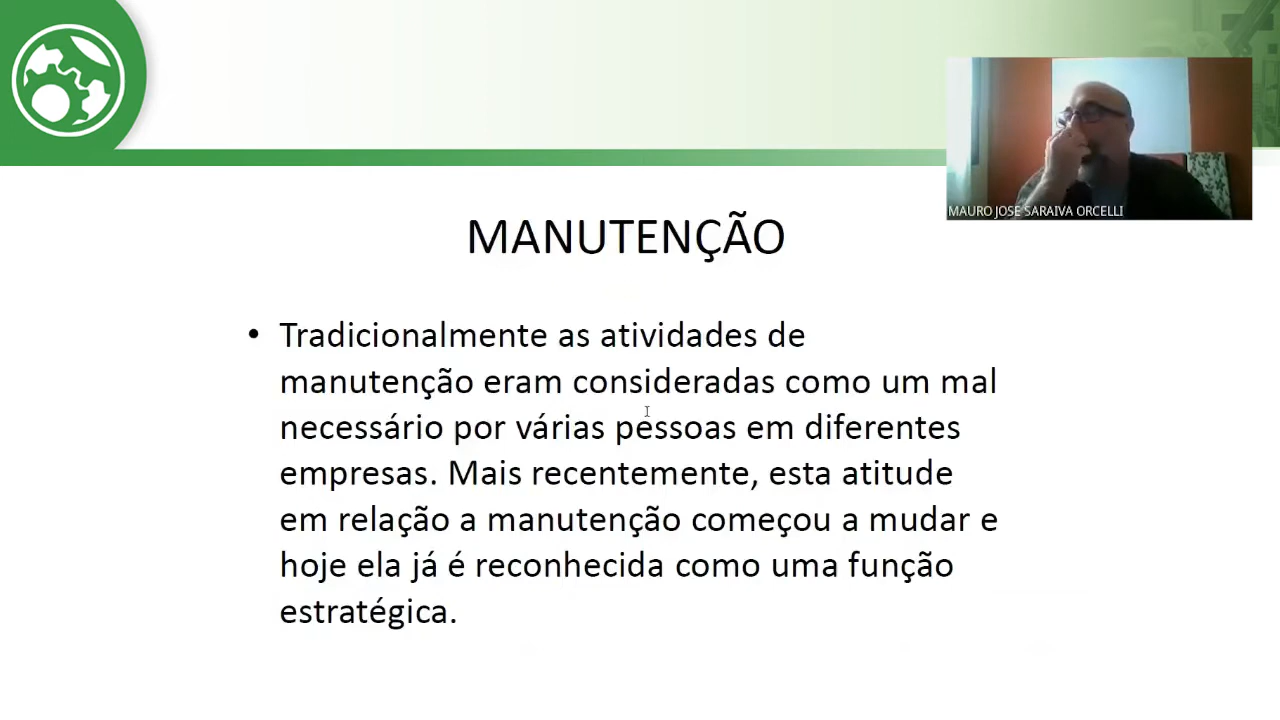 MAURO JOSE SARAIVA ORCELLI
MANUTENÇÃO
• Tradicionalmente as atividades de
manutenção eram consideradas como um mal
necessário por várias pessoas em diferentes
empresas. Mais recentemente, esta atitude
em relação a manutenção começou a mudar e
hoje ela já é reconhecida como uma função
estratégica.